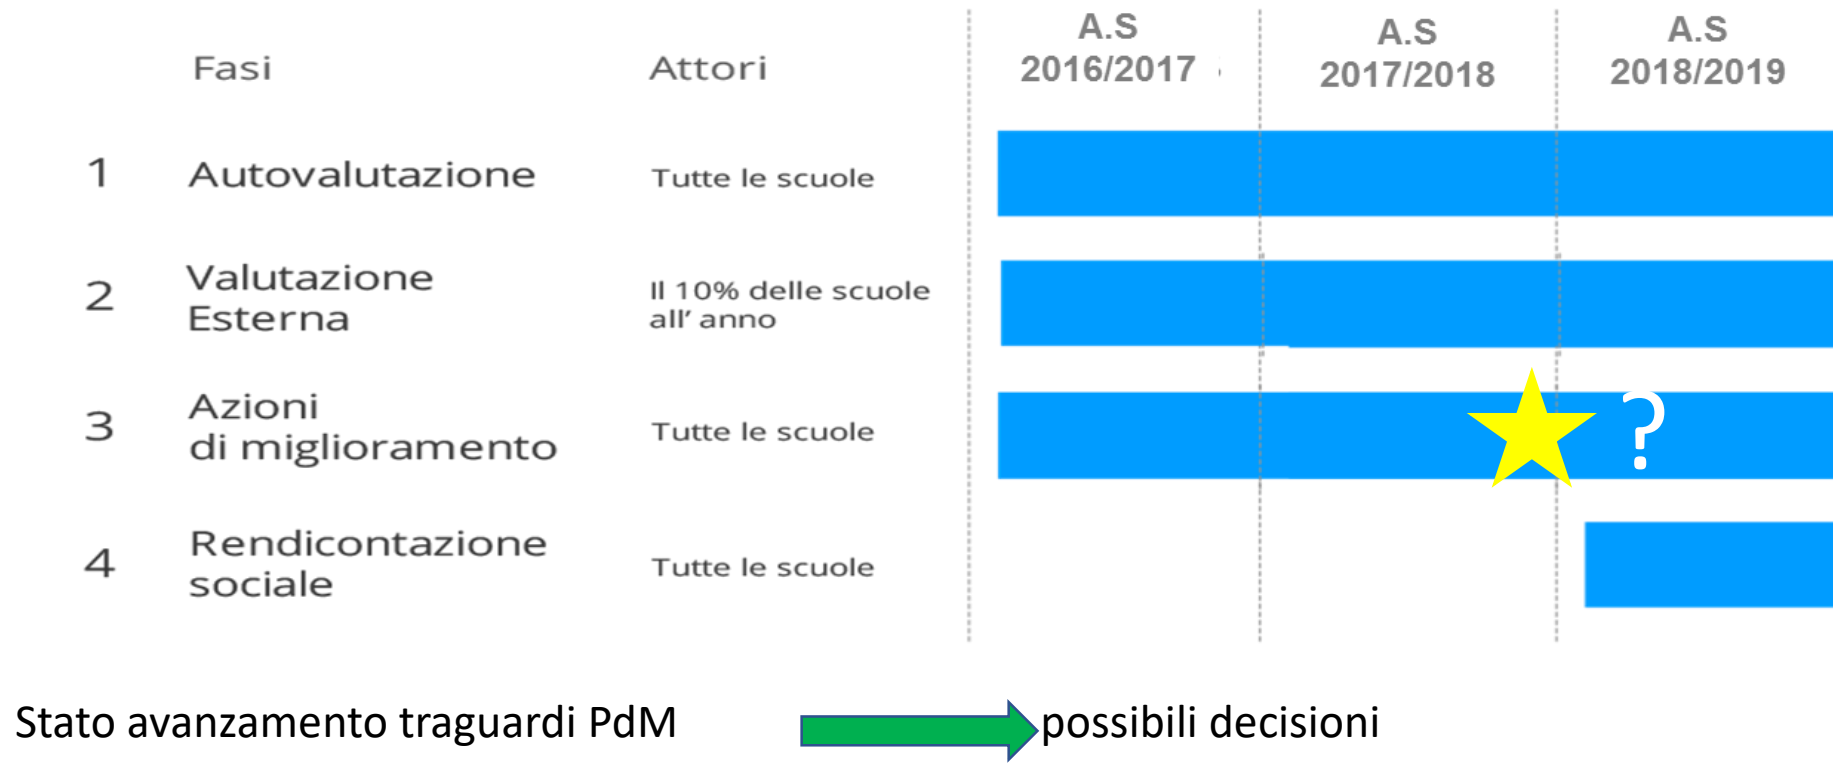 Fasi
Attori
A.S
2016/2017
A.S
2017/2018
A.S
2018/2019
1
Autovalutazione
Tutte le scuole
2
Valutazione
Esterna
Il 10% delle scuole
all’ anno
3
Azioni
di miglioramento
Tutte le scuole
?
4
Rendicontazione
sociale
Tutte le scuole
Stato avanzamento traguardi PdM
possibili decisioni